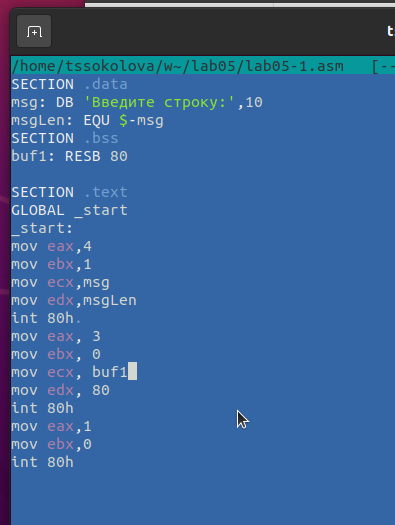 t
/home/tssokolova/w~/lab05/lab05-1.asm   [--
SECTION .data
msg: DB 'Введите строку:',10
msgLen: EQU $-msg
SECTION .bss
buf1: RESB 80
SECTION .text
GLOBAL _start
_start:
mov eax,4
mov ebx,1
mov ecx,msg
mov edx,msgLen
int 80h.
mov eax, 3
mov ebx, 0
mov ecx, buf1
mov edx, 80
int 80h
mov eax,1
mov ebx,0
int 80h